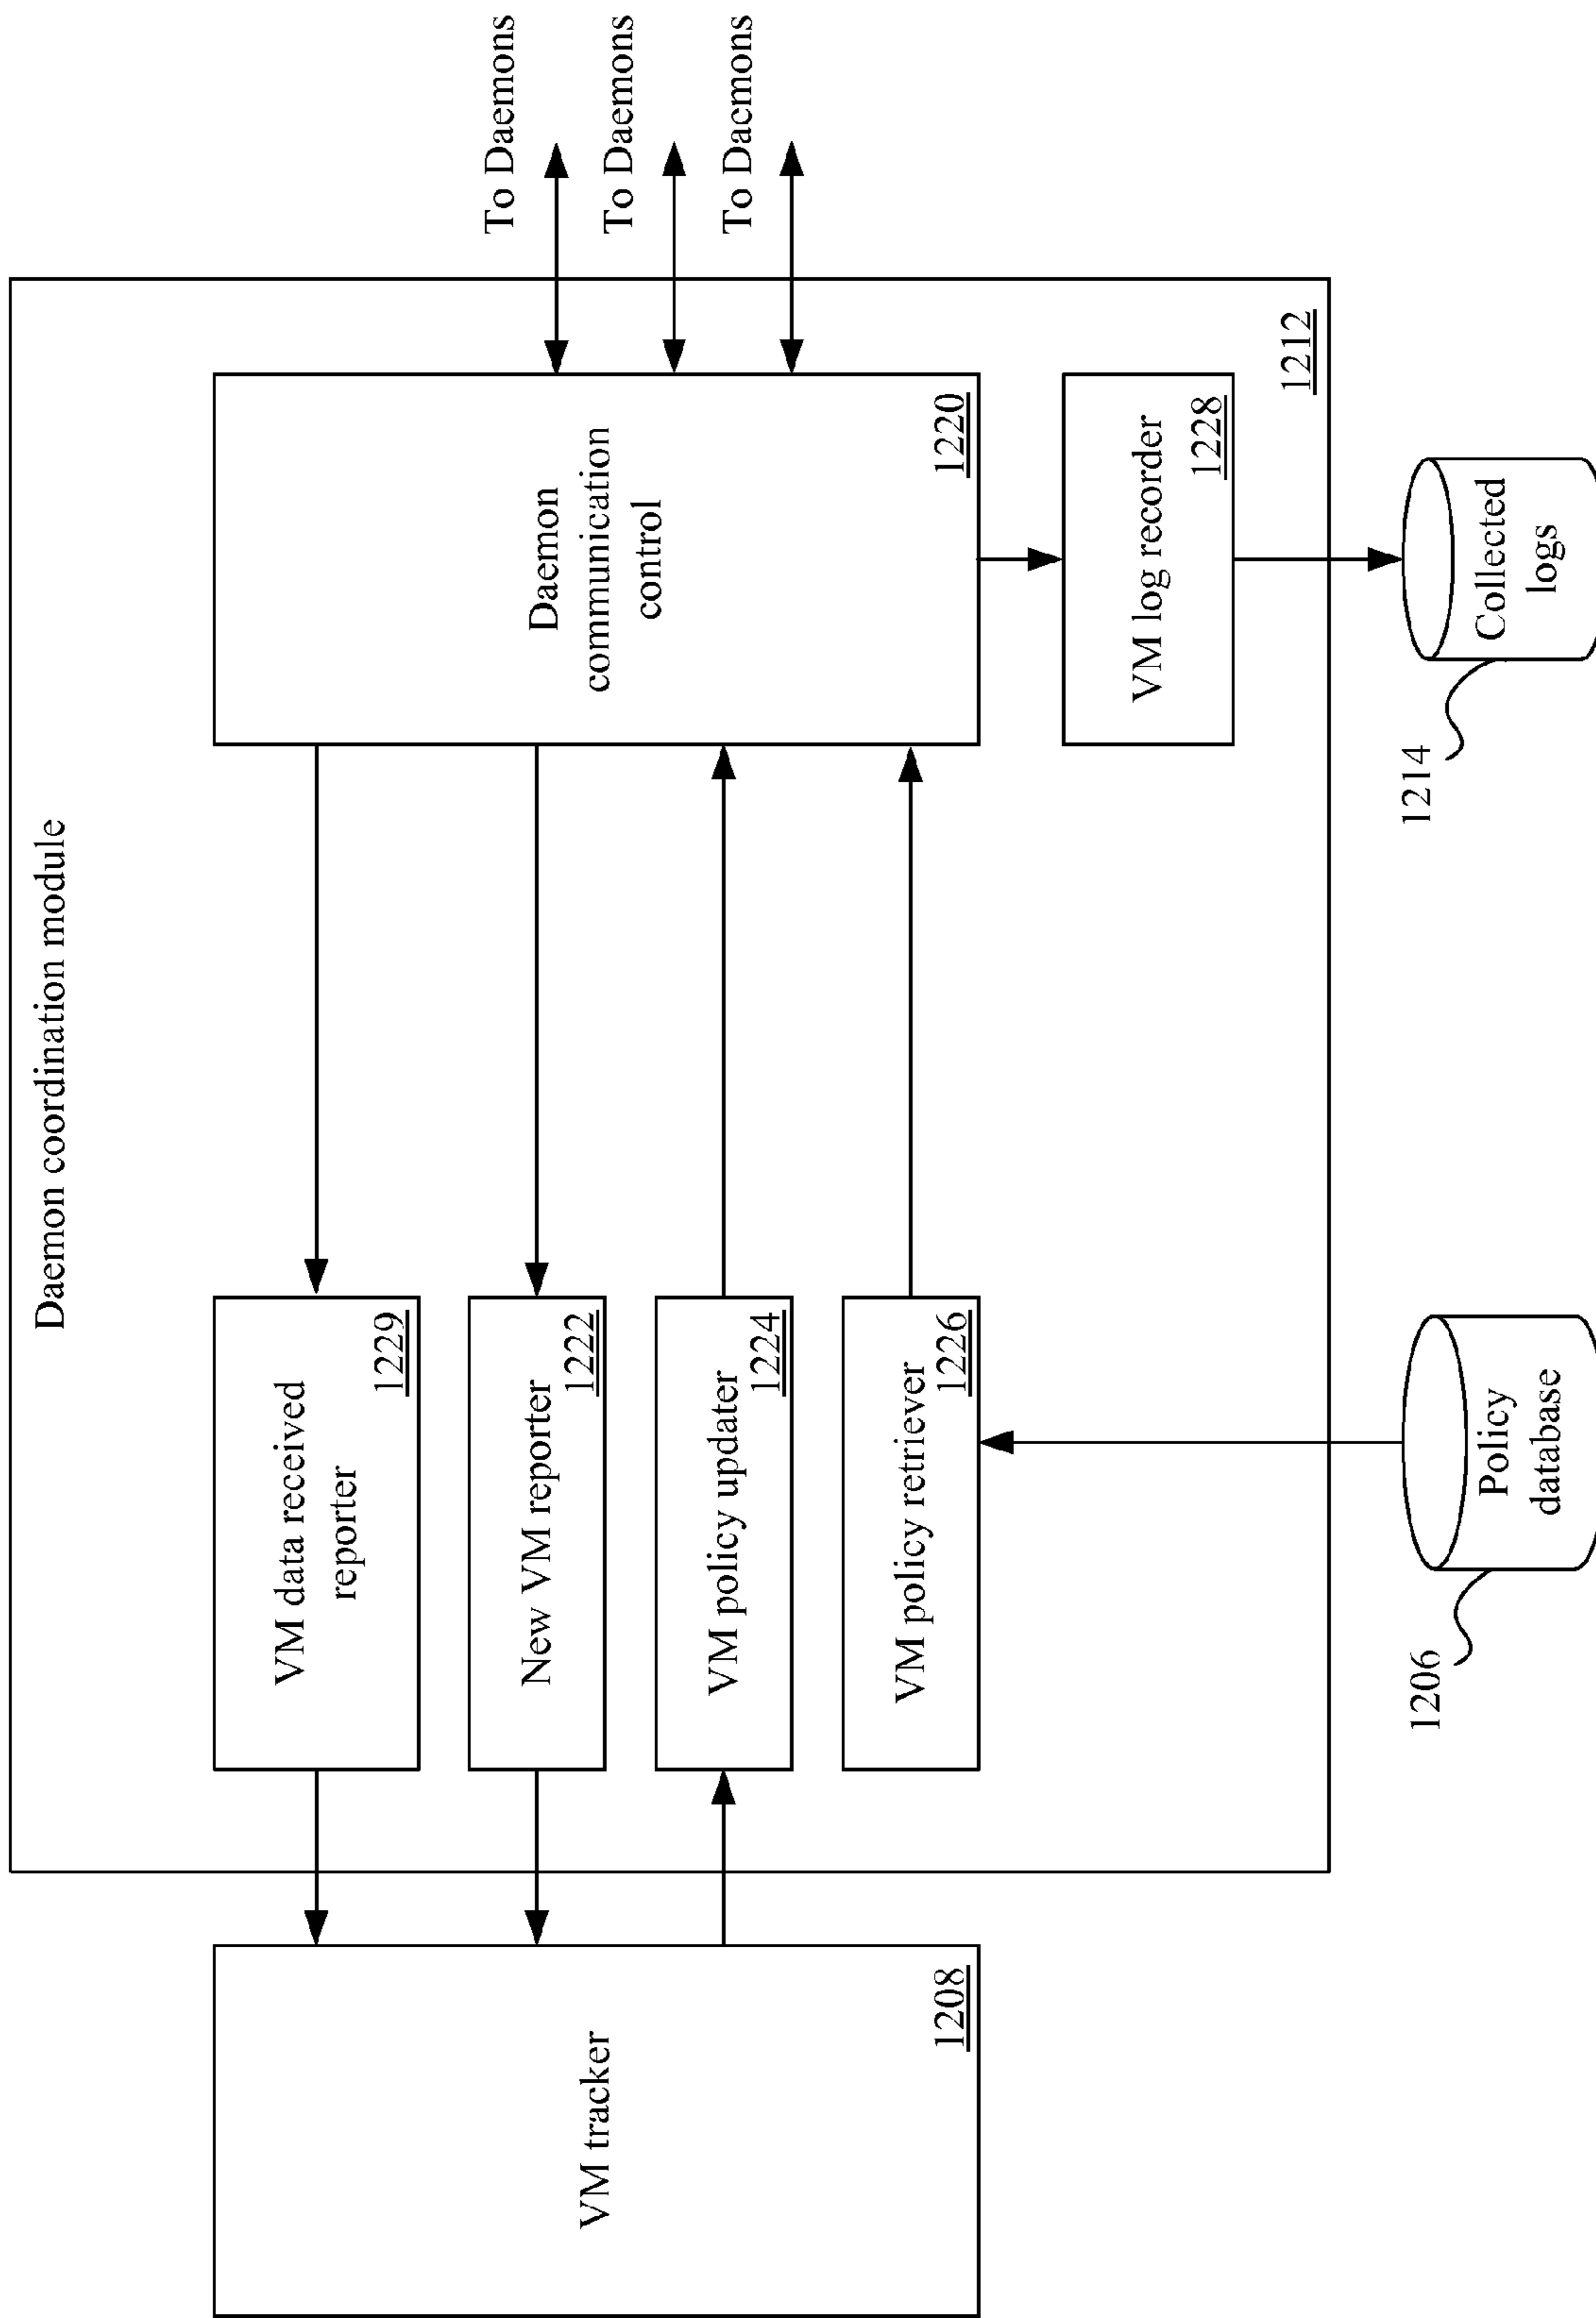 Daemon coordination module
To Daemons
To Daemons
To Daemons
VM tracker
1208
VM data received
reporter
1229
New VM reporter
1222
VM policy updater
1224
VM policy retriever
1226
Daemon
communication
control
1220
VM log recorder
1228
1212
1206
Policy
database
1214
Collected
logs